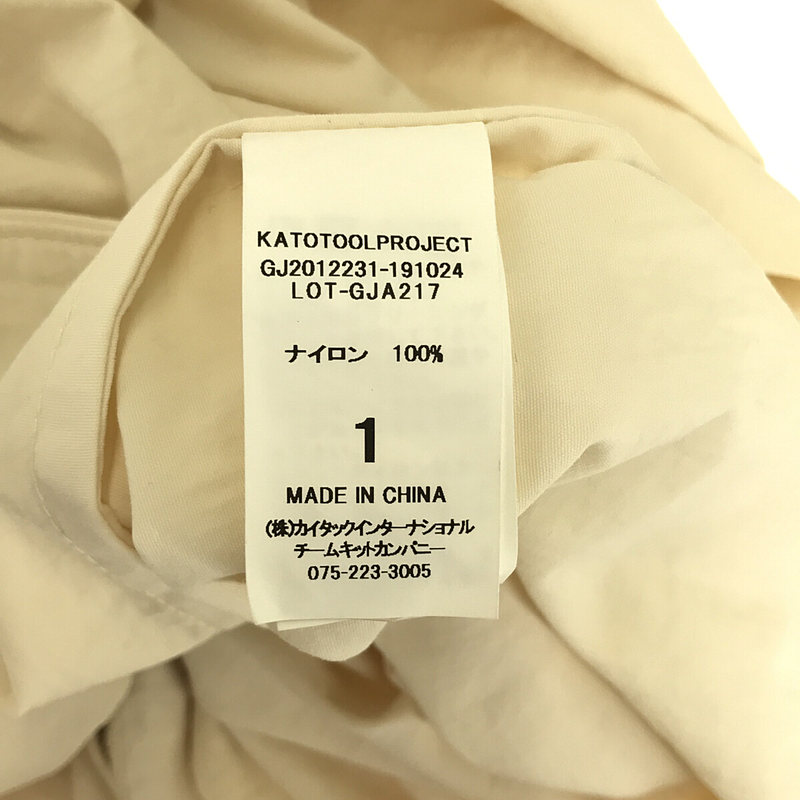 KATOTOOLPROJECT
GJ2012231-191024
LOT-GJA217
ナイロン 100%
1
MADE IN CHINA
(株)カイタックインターナショナル
チームキットカンパニー
075-223-3005